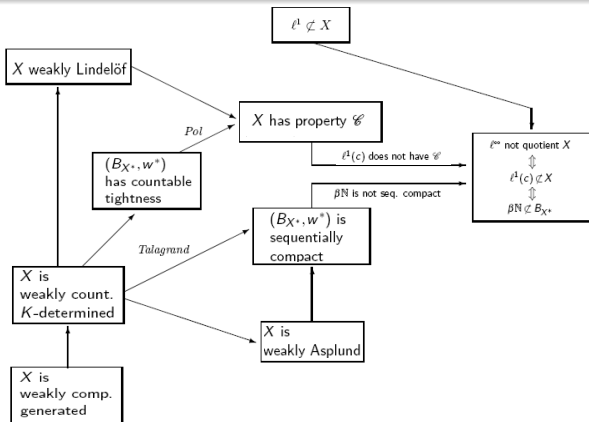 ℓ¹ ⊄ X
X weakly Lindelöf
X has property 𝒞
Pol
ℓ^∞ not quotient X
⇕
ℓ¹(c) ⊄ X
⇕
βℕ ⊄ B_{X*}
ℓ¹(c) does not have 𝒞
(B_{X*}, w*)
has countable
tightness
βℕ is not seq. compact
(B_{X*}, w*) is
sequentially
compact
Talagrand
X is
weakly count.
K-determined
X is
weakly Asplund
X is
weakly comp.
generated